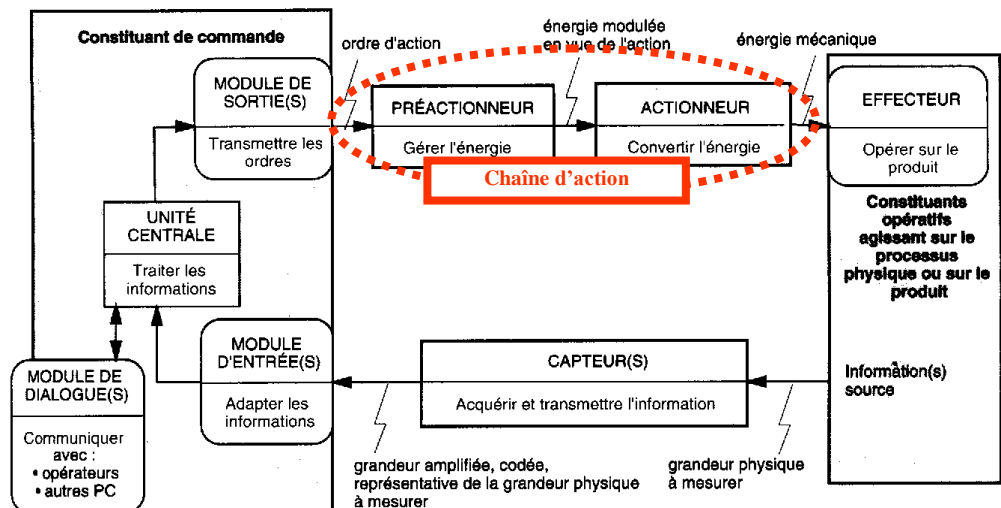 Constituant de commande
ordre d'action
énergie modulée
en vue de l'action
énergie mécanique
MODULE DE
SORTIE(S)
Transmettre les
ordres
PRÉACTIONNEUR
Gérer l'énergie
ACTIONNEUR
Convertir l'énergie
EFFECTEUR
Opérer sur le
produit
Chaîne d'action
Constituants
opératifs
agissant sur le
processus
physique ou sur le
produit
UNITÉ
CENTRALE
Traiter les
informations
MODULE
D'ENTRÉE(S)
Adapter les
informations
CAPTEUR(S)
Acquérir et transmettre l'information
Information(s)
source
MODULE DE
DIALOGUE(S)
Communiquer
avec :
• opérateurs
• autres PC
grandeur amplifiée, codée,
représentative de la grandeur physique
à mesurer
grandeur physique
à mesurer